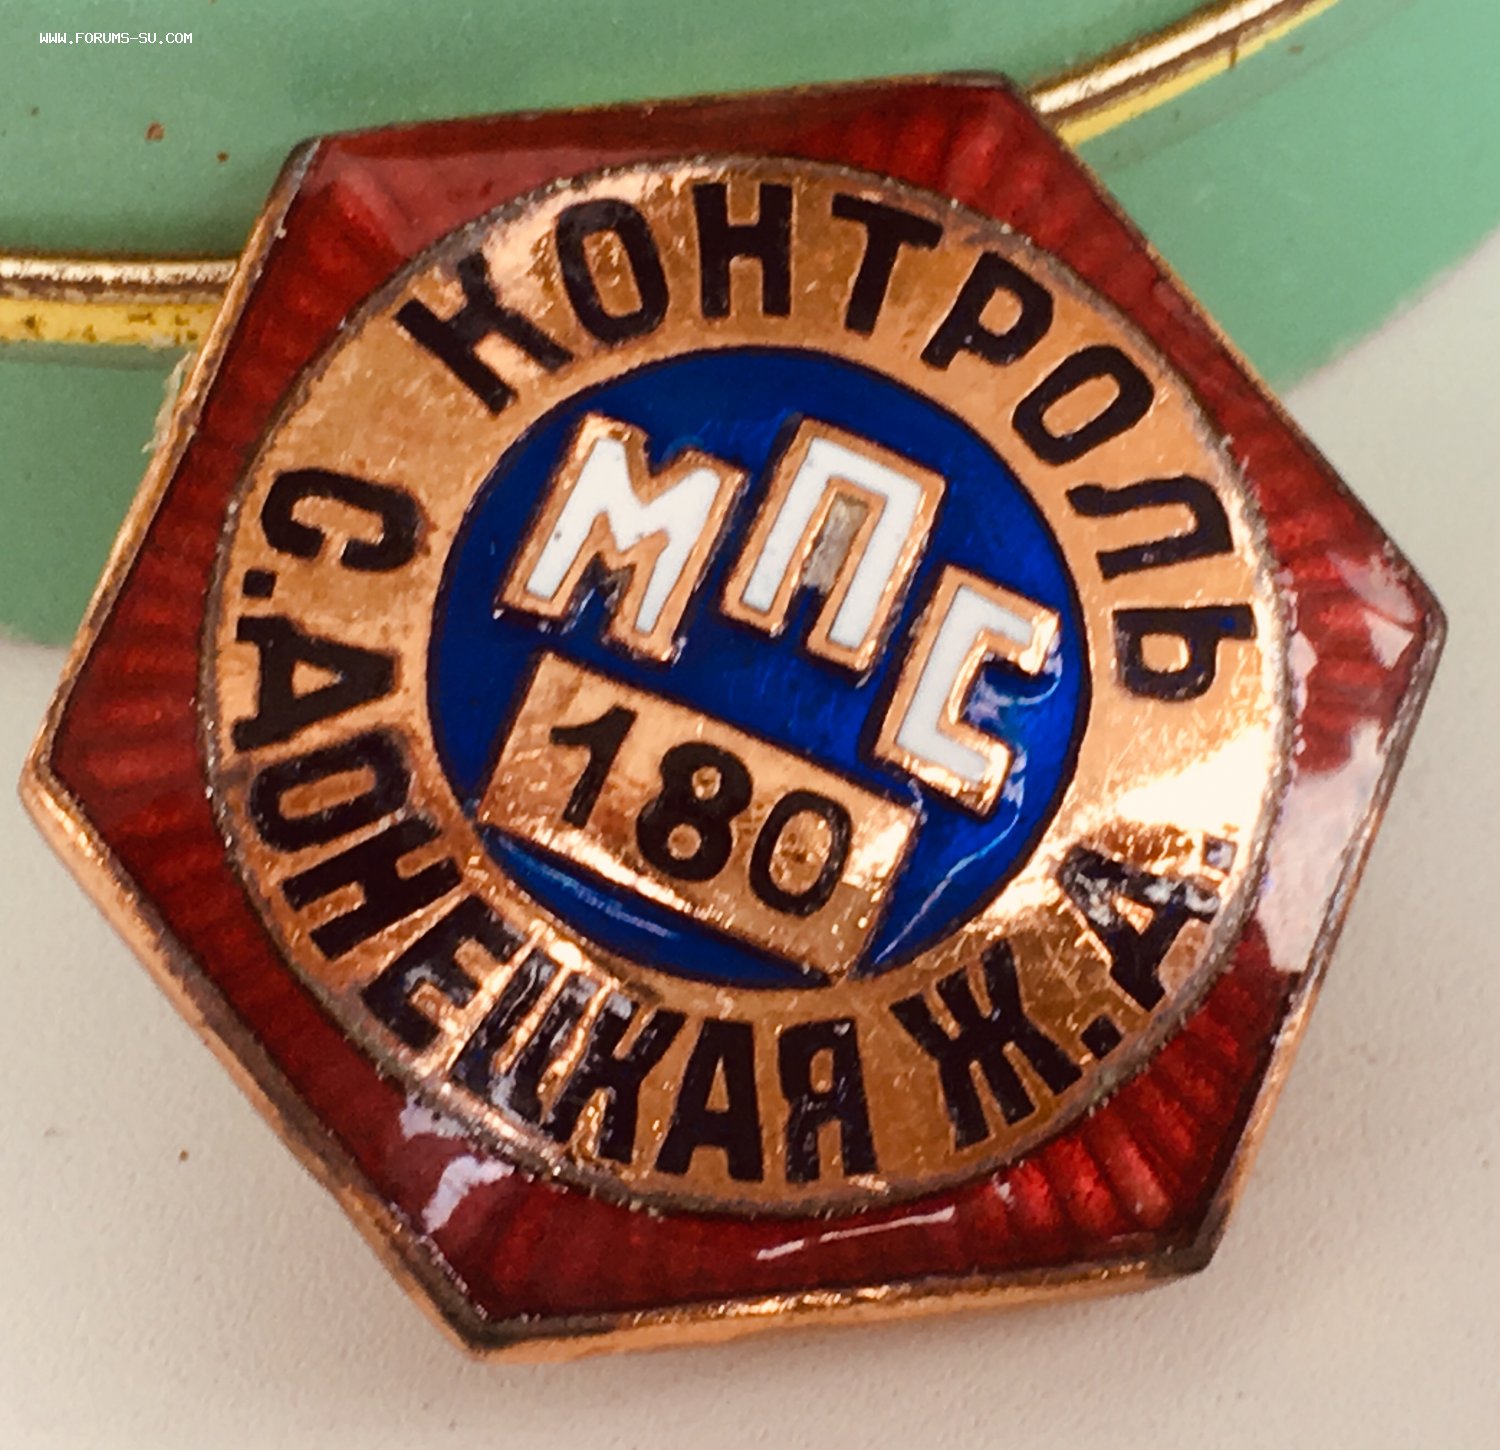 WWW.FORUMS-SU.COM
КОНТРОЛЬ
МПС
180
С.ДОНЕЦКАЯ Ж.Д.